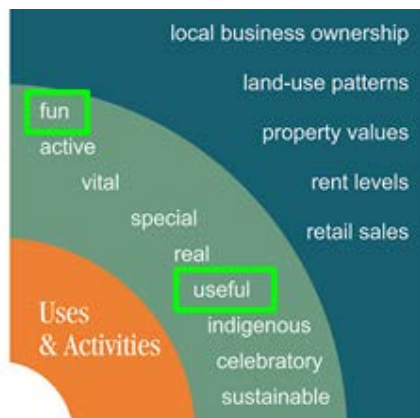 local business ownership
land-use patterns
property values
rent levels
retail sales
fun
active
vital
special
real
useful
indigenous
celebratory
sustainable
Uses
& Activities